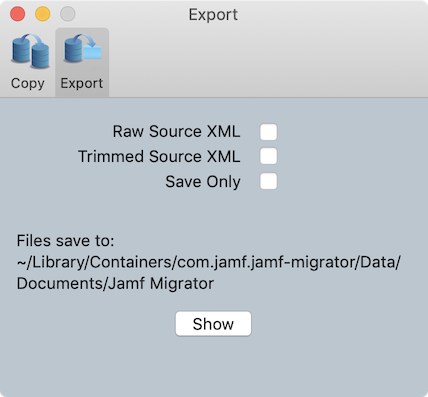 Export
Copy
Export
Raw Source XML
Trimmed Source XML
Save Only
Files save to:
~/Library/Containers/com.jamf.jamf-migrator/Data/
Documents/Jamf Migrator
Show